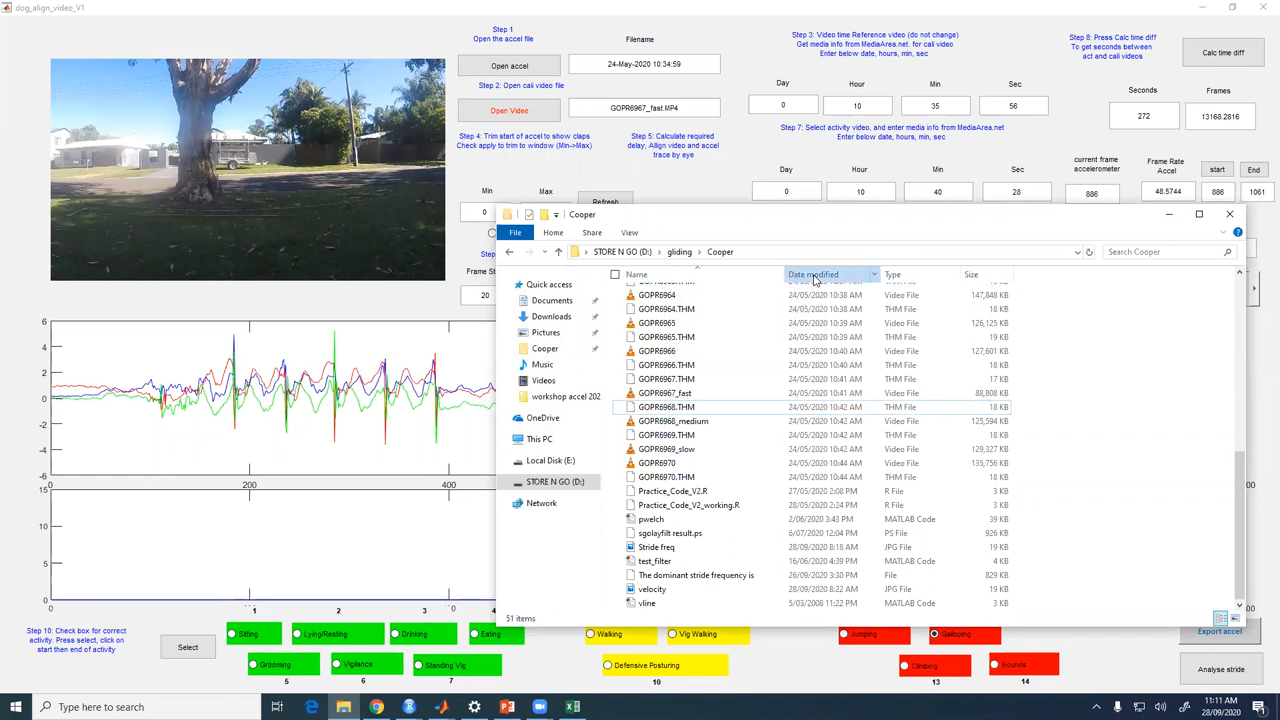 dog_align_video_V1
Step 1
Open the accel file
Filename
Open accel
24-May-2020 10:34:59
Step 2: Open cali video file
Open Video
GOPR6967_fast.MP4
Step 3: Video time Reference video (do not change)
Get media info from MediaArea.net. for cali video
Enter below date, hours, min, sec
Day
Hour
Min
Sec
0
10
35
56
Step 8: Press Calc time diff
To get seconds between
act and cali videos
Calc time diff
Seconds
Frames
272
13168.2816
Step 4: Trim start of accel to show claps
Check apply to trim to window (Min->Max)
Step 5: Calculate required
delay, Allign video and accel
trace by eye
Step 7: Select activity video, and enter media info from MediaArea.net
Enter below date, hours, min, sec
Day
Hour
Min
Sec
0
10
40
28
current frame
accelerometer
886
Frame Rate
Accel
48.5744
start
End
886
1061
Min
Max
Refresh
0
Frame St
20
Cooper
File
Home
Share
View
STORE N GO (D:) > gliding > Cooper
Search Cooper
Name
Date modified
Type
Size
Quick access
Documents
Downloads
Pictures
Cooper
Music
Videos
workshop accel 202
OneDrive
This PC
Local Disk (E:)
STORE N GO (D:)
Network
GOPR6964 24/05/2020 10:38 AM Video File 147,848 KB
GOPR6964.THM 24/05/2020 10:38 AM THM File 18 KB
GOPR6965 24/05/2020 10:39 AM Video File 126,125 KB
GOPR6965.THM 24/05/2020 10:39 AM THM File 19 KB
GOPR6966 24/05/2020 10:40 AM Video File 127,601 KB
GOPR6966.THM 24/05/2020 10:40 AM THM File 18 KB
GOPR6967.THM 24/05/2020 10:41 AM THM File 17 KB
GOPR6967_fast 24/05/2020 10:41 AM Video File 88,808 KB
GOPR6968.THM 24/05/2020 10:42 AM THM File 18 KB
GOPR6968_medium 24/05/2020 10:42 AM Video File 125,594 KB
GOPR6969.THM 24/05/2020 10:42 AM THM File 18 KB
GOPR6969_slow 24/05/2020 10:42 AM Video File 129,327 KB
GOPR6970 24/05/2020 10:44 AM Video File 135,756 KB
GOPR6970.THM 24/05/2020 10:44 AM THM File 18 KB
Practice_Code_V2.R 27/05/2020 2:08 PM R File 3 KB
Practice_Code_V2_working.R 28/05/2020 2:24 PM R File 3 KB
pwelch 2/06/2020 3:43 PM MATLAB Code 39 KB
sgolayfilt result.ps 6/07/2020 12:04 PM PS File 926 KB
Stride freq 28/09/2020 8:18 AM JPG File 19 KB
test_filter 16/06/2020 4:39 PM MATLAB Code 4 KB
The dominant stride frequency is 26/09/2020 3:30 PM File 829 KB
velocity 28/09/2020 8:22 AM JPG File 19 KB
vline 5/03/2008 11:22 PM MATLAB Code 3 KB
51 items
6
4
2
0
-2
-4
-6
0
200
400
15
10
5
0
0
200
400
Step 10: Check box for correct
activity. Press select, click on
start then end of activity
Select
1
2
3
4
Sitting
Lying/Resting
Drinking
Eating
Walking
Vig Walking
Jumping
Galloping
Export accel
Grooming
Vigilance
Standing Vig
Defensive Posturing
Climbing
Bounds
Analyse stride
5
6
7
10
13
14
Type here to search
11:11 AM
28/09/2020